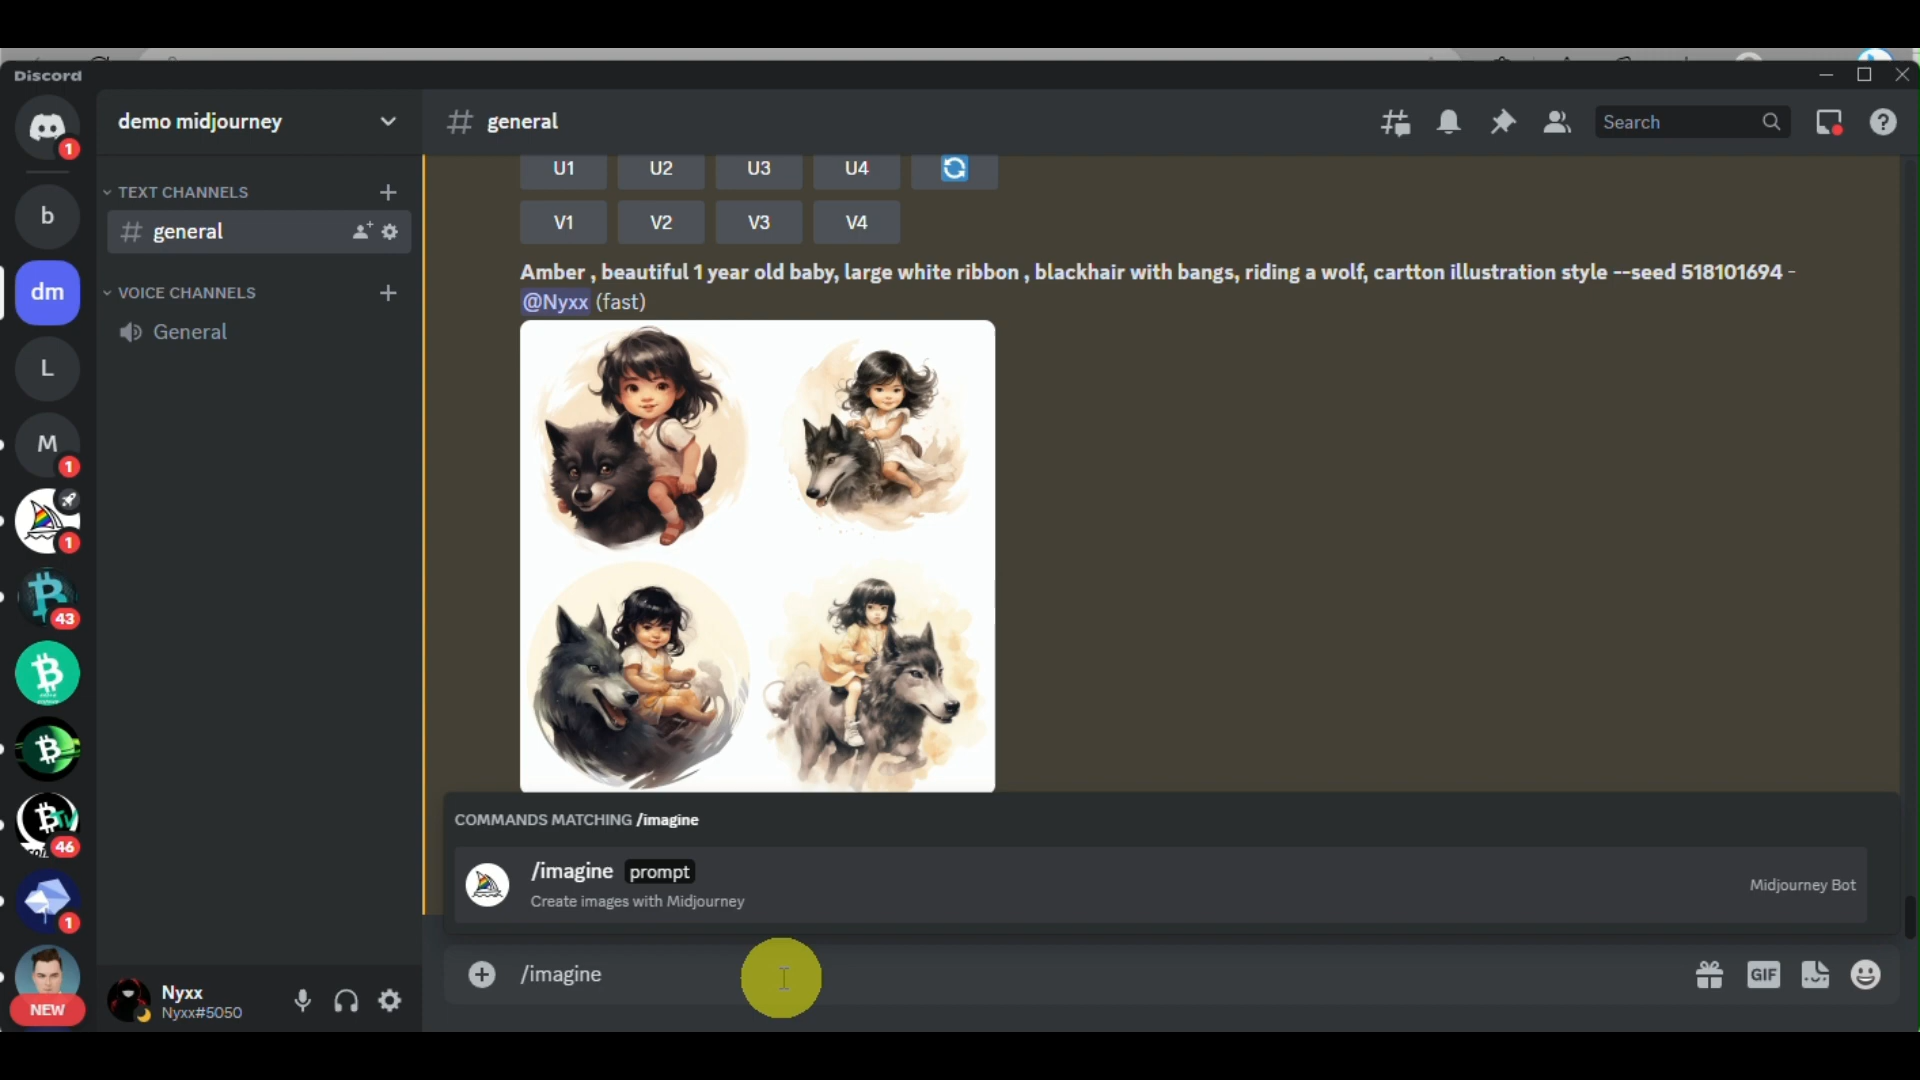 Discord
demo midjourney
general
Search
1
TEXT CHANNELS
general
VOICE CHANNELS
General
b
dm
L
M
1
1
43
46
1
NEW
U1 U2 U3 U4
V1 V2 V3 V4
Amber , beautiful 1 year old baby, large white ribbon , blackhair with bangs, riding a wolf, cartton illustration style --seed 518101694 -
@Nyxx (fast)
COMMANDS MATCHING /imagine
/imagine prompt
Create images with Midjourney
Midjourney Bot
/imagine
GIF
Nyxx
Nyxx#5050